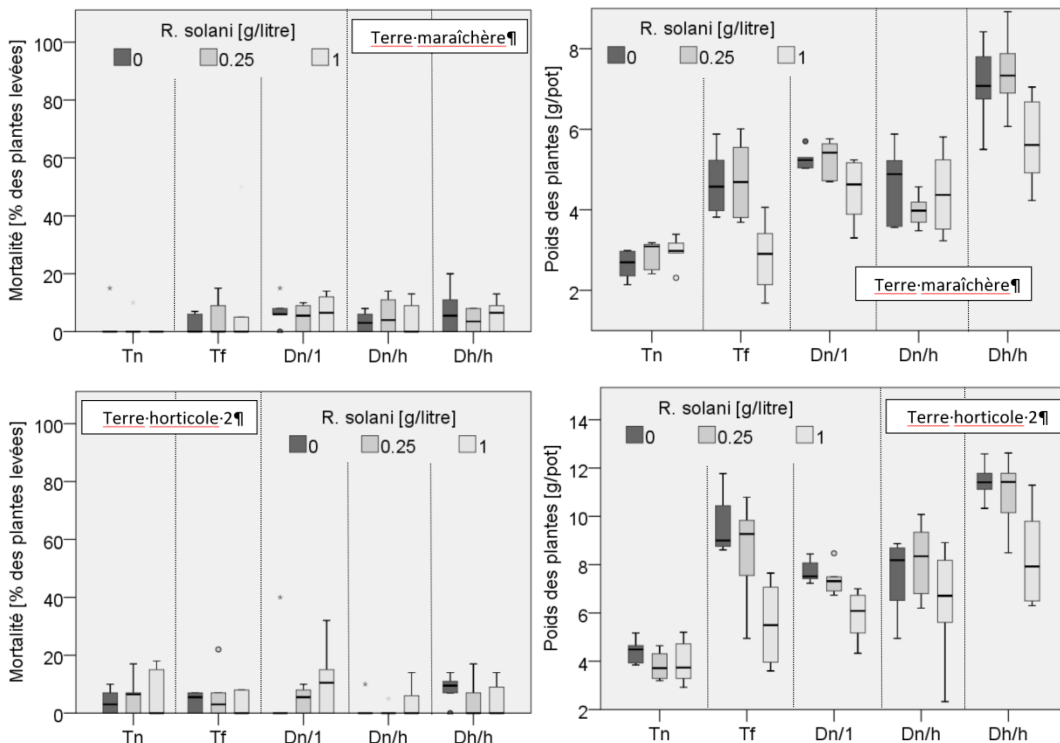 R. solani [g/litre]
0 0.25 1
Terre·maraîchère¶
Mortalité [% des plantes levées]
100
80
60
40
20
0
Tn Tf Dn/1 Dn/h Dh/h
R. solani [g/litre]
0 0.25 1
Poids des plantes [g/pot]
8
6
4
2
Terre·maraîchère¶
Tn Tf Dn/1 Dn/h Dh/h
Terre·horticole·2¶
R. solani [g/litre]
0 0.25 1
Mortalité [% des plantes levées]
100
80
60
40
20
0
Tn Tf Dn/1 Dn/h Dh/h
R. solani [g/litre]
0 0.25 1
Terre·horticole·2¶
Poids des plantes [g/pot]
14
12
10
8
6
4
2
Tn Tf Dn/1 Dn/h Dh/h